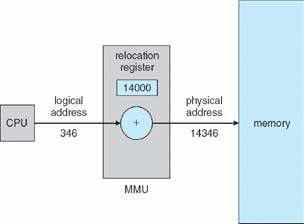 relocation
register
14000
logical
address
physical
address
CPU
+
memory
346
14346
MMU